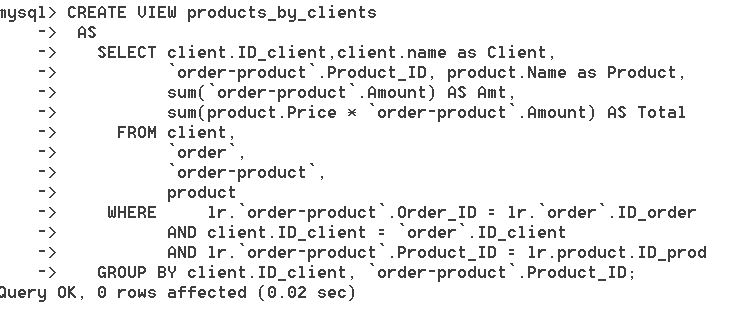 mysql> CREATE VIEW products_by_clients
-> AS
-> SELECT client.ID_client,client.name as Client,
-> `order-product`.Product_ID, product.Name as Product,
-> sum(`order-product`.Amount) AS Amt,
-> sum(product.Price * `order-product`.Amount) AS Total
-> FROM client,
-> `order`,
-> `order-product`,
-> product
-> WHERE lr.`order-product`.Order_ID = lr.`order`.ID_order
-> AND client.ID_client = `order`.ID_client
-> AND lr.`order-product`.Product_ID = lr.product.ID_prod
-> GROUP BY client.ID_client, `order-product`.Product_ID;
Query OK, 0 rows affected (0.02 sec)